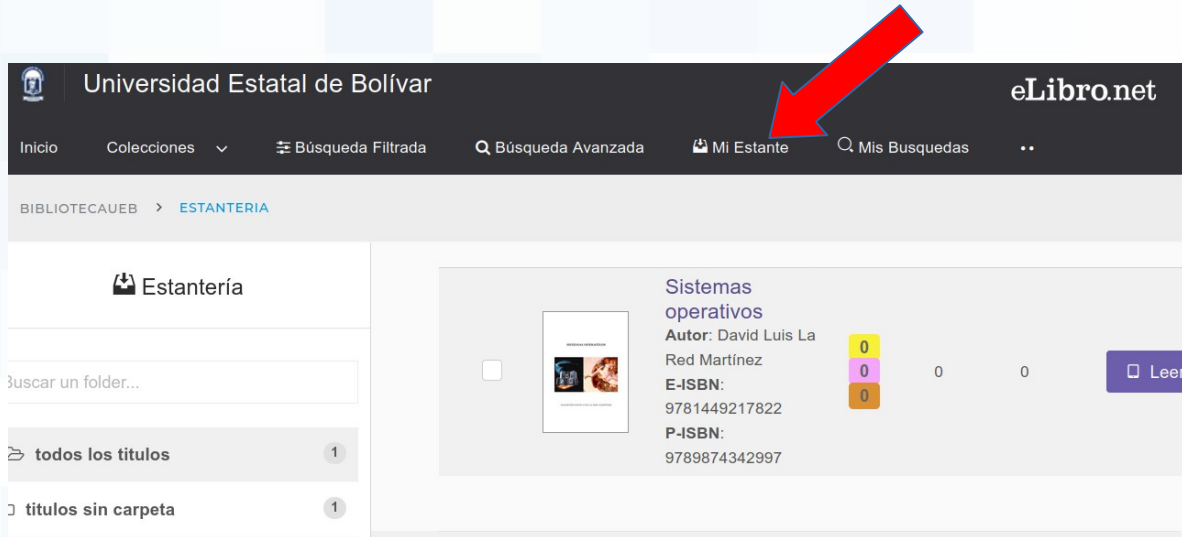 Universidad Estatal de Bolívar
eLibro.net
Inicio Colecciones Búsqueda Filtrada Búsqueda Avanzada Mi Estante Mis Busquedas ..
BIBLIOTECAUEB > ESTANTERIA
Estantería
Buscar un folder...
todos los titulos 1
titulos sin carpeta 1
Sistemas
operativos
Autor: David Luis La
Red Martínez
E-ISBN:
9781449217822
P-ISBN:
9789874342997
0
0
0
0
0
Leer